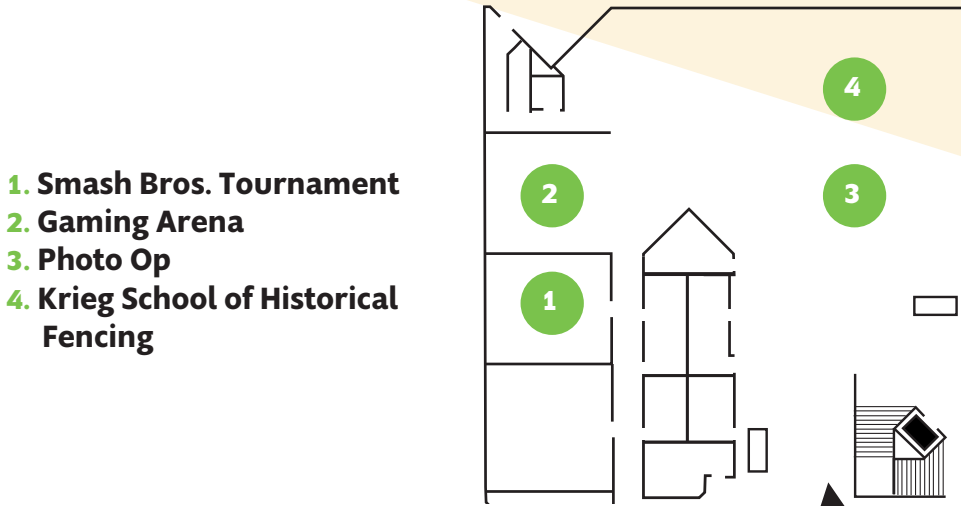 1. Smash Bros. Tournament
2. Gaming Arena
3. Photo Op
4. Krieg School of Historical
Fencing
4
2
3
1